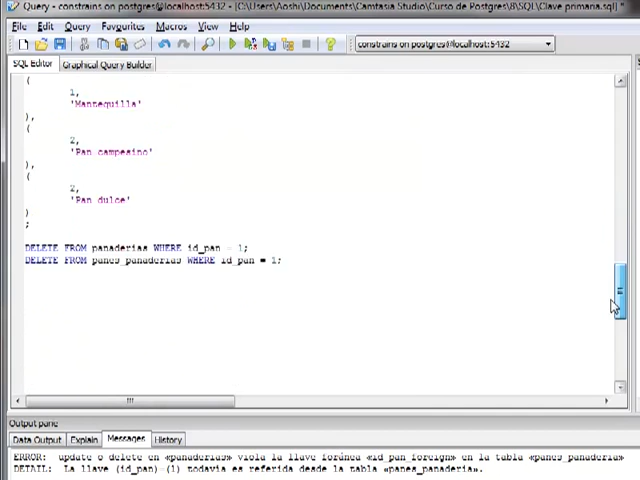 Query - constrains on postgres@localhost:5432 - [C:\Users\Aoshi\Documents\Camtasia Studio\Curso de Postgres\8\SQL\Clave primaria.sql] *
File Edit Query Favourites Macros View Help
constrains on postgres@localhost:5432
SQL Editor Graphical Query Builder
(
1,
'Mantequilla'
),
(
2,
'Pan campesino'
),
(
2,
'Pan dulce'
)
;
DELETE FROM panaderias WHERE id_pan = 1;
DELETE FROM panes_panaderias WHERE id_pan = 1;
Output pane
Data Output Explain Messages History
ERROR: update o delete en «panaderias» viola la llave foránea «id_pan_foreign» en la tabla «panes_panaderia»
DETAIL: La llave (id_pan)=(1) todavía es referida desde la tabla «panes_panaderia».